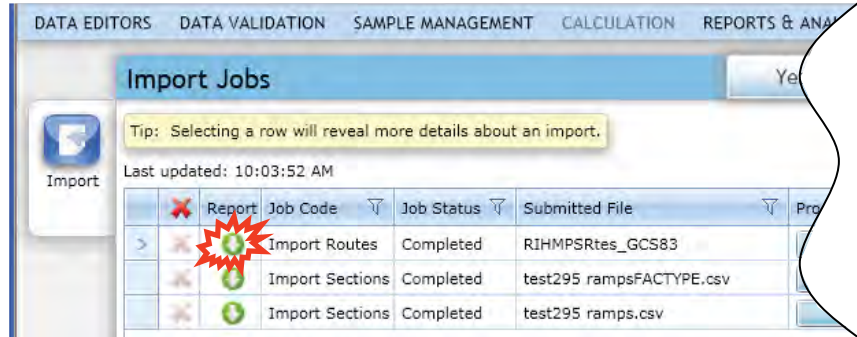 DATA EDITORS DATA VALIDATION SAMPLE MANAGEMENT CALCULATION REPORTS &
Import Jobs
Tip: Selecting a row will reveal more details about an import.
Import
Last updated: 10:03:52 AM
Report Job Code Job Status Submitted File
> Import Routes Completed RIHMPSRtes_GCS83
Import Sections Completed test295 rampsFACTYPE.csv
Import Sections Completed test295 ramps.csv